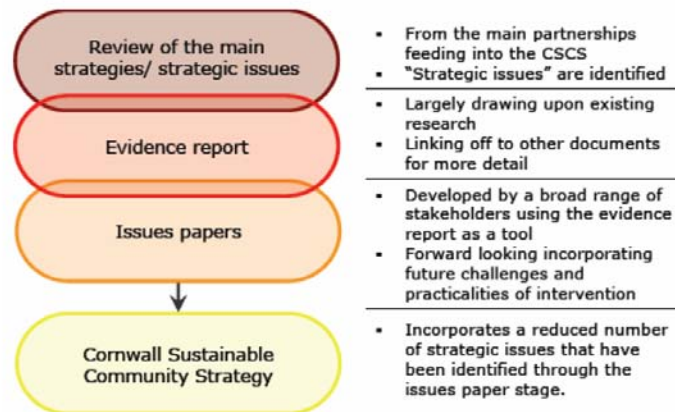 Review of the main
strategies/ strategic issues
▪ From the main partnerships
feeding into the CSCS
▪ “Strategic issues” are identified
Evidence report
▪ Largely drawing upon existing
research
▪ Linking off to other documents
for more detail
Issues papers
▪ Developed by a broad range of
stakeholders using the evidence
report as a tool
▪ Forward looking incorporating
future challenges and
practicalities of intervention
Cornwall Sustainable
Community Strategy
▪ Incorporates a reduced number
of strategic issues that have
been identified through the
issues paper stage.